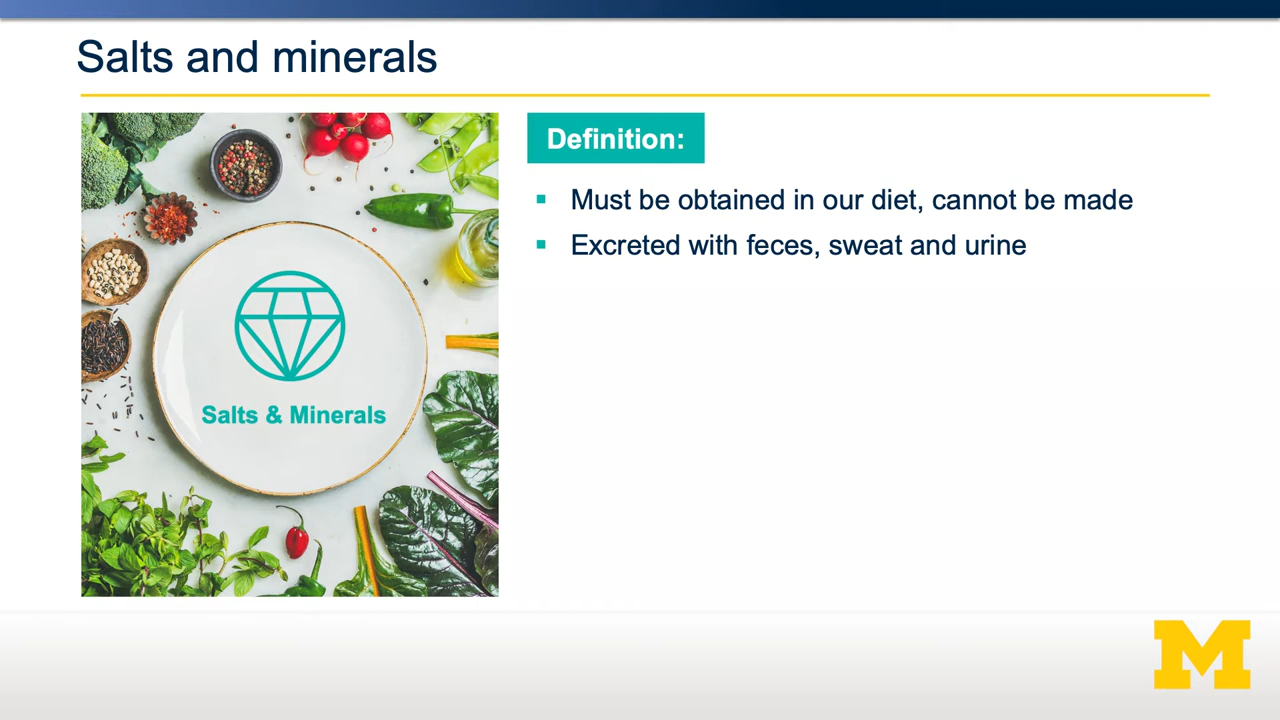 Salts and minerals
Definition:
▪ Must be obtained in our diet, cannot be made
▪ Excreted with feces, sweat and urine
Salts & Minerals
M